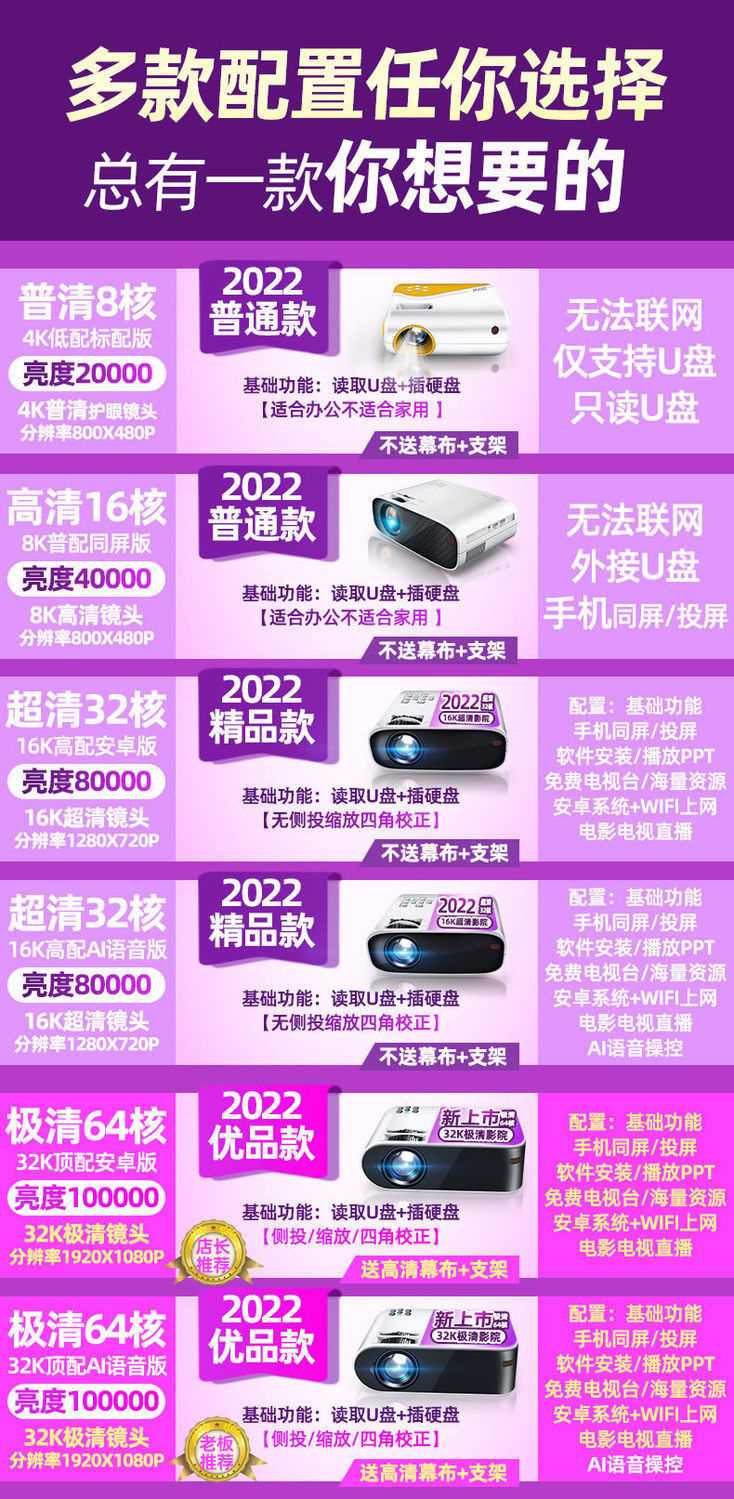 多款配置任你选择
总有一款你想要的
普清8核
4K低配标配版
亮度20000
4K普清护眼镜头
分辨率800X480P
2022
普通款
基础功能：读取U盘+插硬盘
【适合办公不适合家用 】
不送幕布+支架
无法联网
仅支持U盘
只读U盘
高清16核
8K普配同屏版
亮度40000
8K高清镜头
分辨率800X480P
2022
普通款
基础功能：读取U盘+插硬盘
【适合办公不适合家用 】
不送幕布+支架
无法联网
外接U盘
手机同屏/投屏
超清32核
16K高配安卓版
亮度80000
16K超清镜头
分辨率1280X720P
2022
精品款
2022
16K超清影院
基础功能：读取U盘+插硬盘
【无侧投缩放四角校正】
不送幕布+支架
配置：基础功能
手机同屏/投屏
软件安装/播放PPT
免费电视台/海量资源
安卓系统+WIFI上网
电影电视直播
超清32核
16K高配AI语音版
亮度80000
16K超清镜头
分辨率1280X720P
2022
精品款
2022
16K超清影院
基础功能：读取U盘+插硬盘
【无侧投缩放四角校正】
不送幕布+支架
配置：基础功能
手机同屏/投屏
软件安装/播放PPT
免费电视台/海量资源
安卓系统+WIFI上网
电影电视直播
AI语音操控
极清64核
32K顶配安卓版
亮度100000
32K极清镜头
分辨率1920X1080P
店长
推荐
2022
优品款
新上市
32K极清影院
基础功能：读取U盘+插硬盘
【侧投/缩放/四角校正】
送高清幕布+支架
配置：基础功能
手机同屏/投屏
软件安装/播放PPT
免费电视台/海量资源
安卓系统+WIFI上网
电影电视直播
极清64核
32K顶配AI语音版
亮度100000
32K极清镜头
分辨率1920X1080P
老板
推荐
2022
优品款
新上市
32K极清影院
基础功能：读取U盘+插硬盘
【侧投/缩放/四角校正】
送高清幕布+支架
配置：基础功能
手机同屏/投屏
软件安装/播放PPT
免费电视台/海量资源
安卓系统+WIFI上网
电影电视直播
AI语音操控